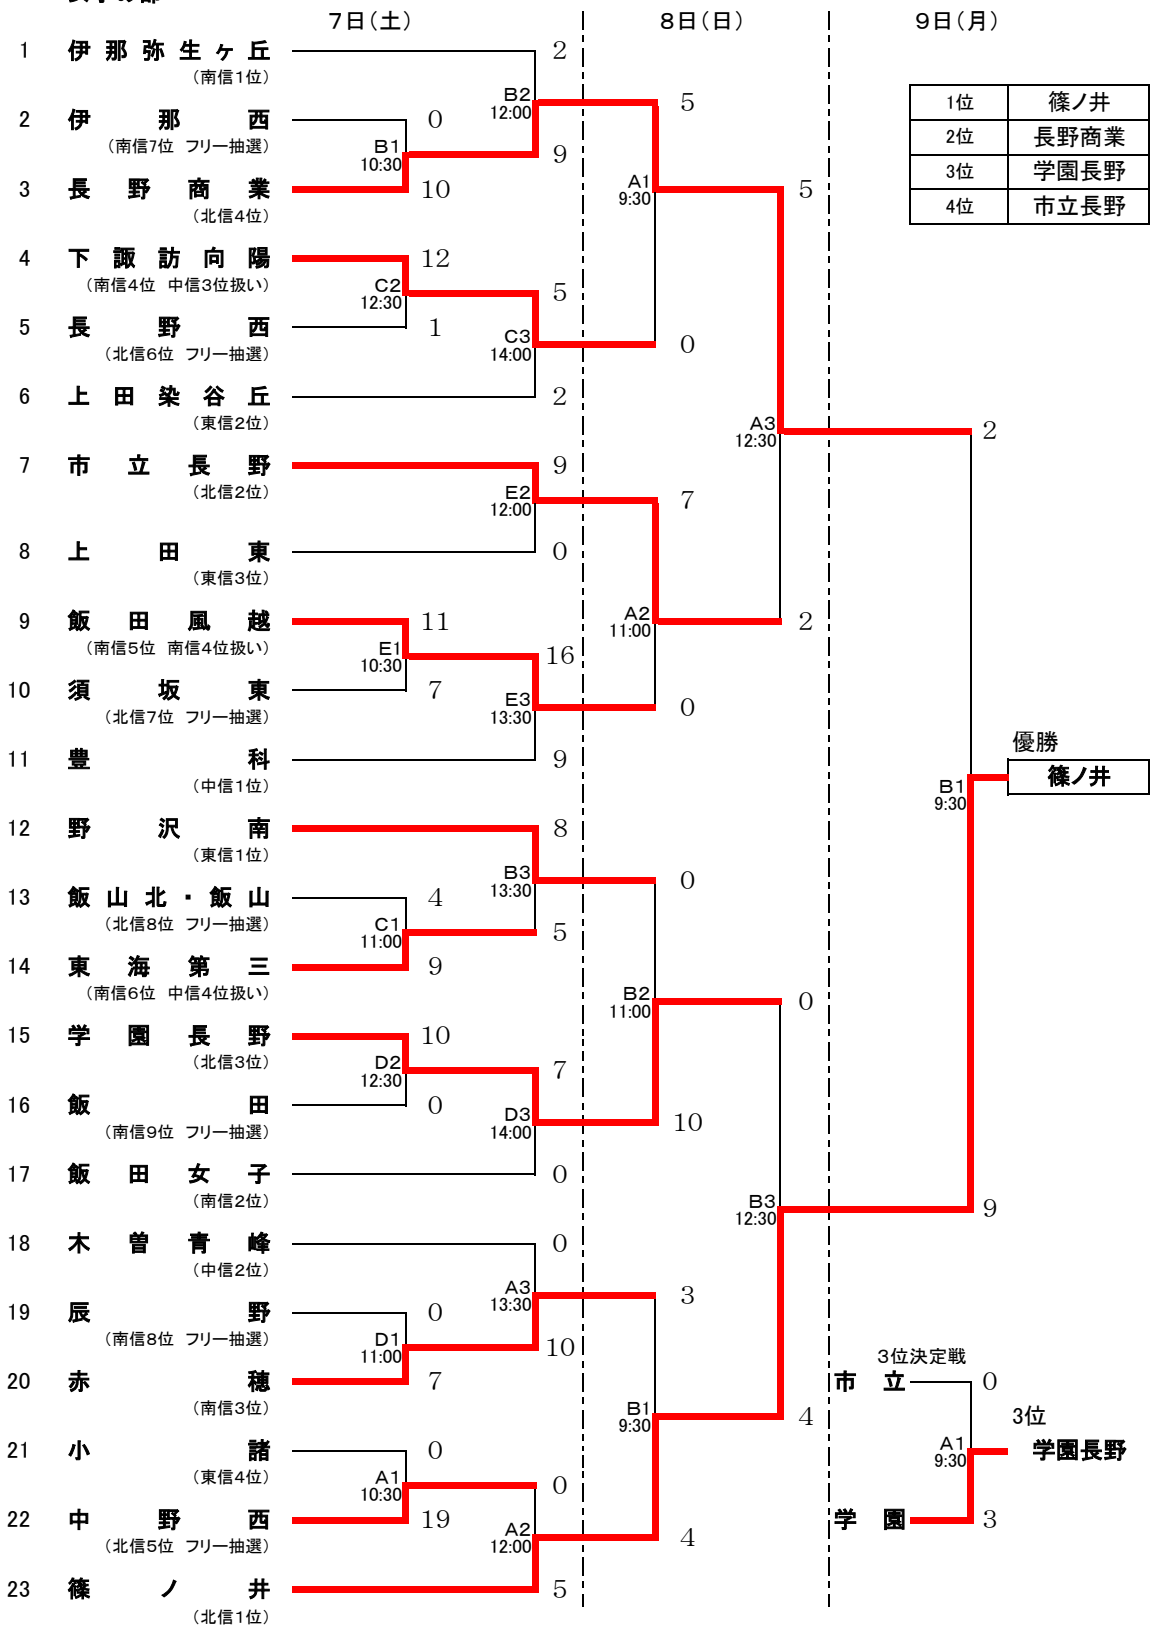 7日(土) 8日(日) 9日(月)
1 伊那弥生ヶ丘 2
(南信1位)
B2
12:00
5
1位 篠ノ井
2 伊那西 0
(南信7位 フリー抽選)
B1
10:30
9
2位 長野商業
3 長野商業 10
(北信4位)
A1
9:30
5
3位 学園長野
4位 市立長野
4 下諏訪向陽 12
(南信4位 中信3位扱い)
C2
12:30
5
5 長野西 1
(北信6位 フリー抽選)
C3
14:00
0
6 上田染谷丘 2
(東信2位)
A3
12:30
2
7 市立長野 9
(北信2位)
E2
12:00
7
8 上田東 0
(東信3位)
9 飯田風越 11
(南信5位 南信4位扱い)
A2
11:00
2
E1
10:30
16
10 須坂東 7
(北信7位 フリー抽選)
E3
13:30
0
11 豊科 9
(中信1位)
優勝
B1
9:30
篠ノ井
12 野沢南 8
(東信1位)
B3
13:30
0
13 飯山北・飯山 4
(北信8位 フリー抽選)
C1
11:00
5
14 東海第三 9
(南信6位 中信4位扱い)
B2
11:00
0
15 学園長野 10
(北信3位)
D2
12:30
7
16 飯田 0
(南信9位 フリー抽選)
D3
14:00
10
17 飯田女子 0
(南信2位)
B3
12:30
9
18 木曽青峰 0
(中信2位)
A3
13:30
3
19 辰野 0
(南信8位 フリー抽選)
D1
11:00
10
20 赤穂 7
(南信3位)
B1
9:30
4
3位決定戦
市立 0
3位
21 小諸 0
(東信4位)
A1
10:30
0
A1
9:30
学園長野
22 中野西 19
(北信5位 フリー抽選)
A2
12:00
4
学園 3
23 篠ノ井 5
(北信1位)